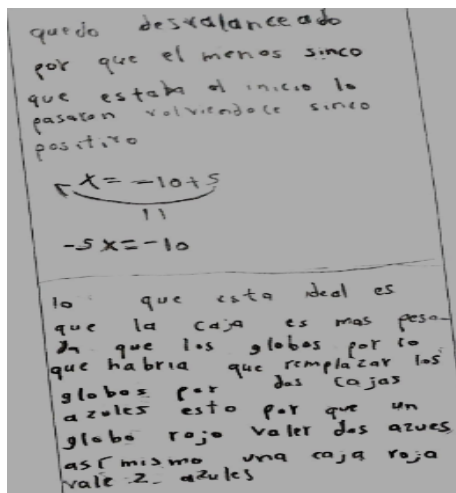 quedo desvalanceado
por que el menos sinco
que estaba al inicio lo
pasaron volviendoce sinco
positivo
x = -10+5
11
-5x = -10
lo que esta ideal es
que la caja es mas pesa-
da que los globos por lo
que habria que remplazar los
globos por dos cajas
azules esto por que un
globo rojo valer dos azues
asi mismo una caja roja
vale 2 azules